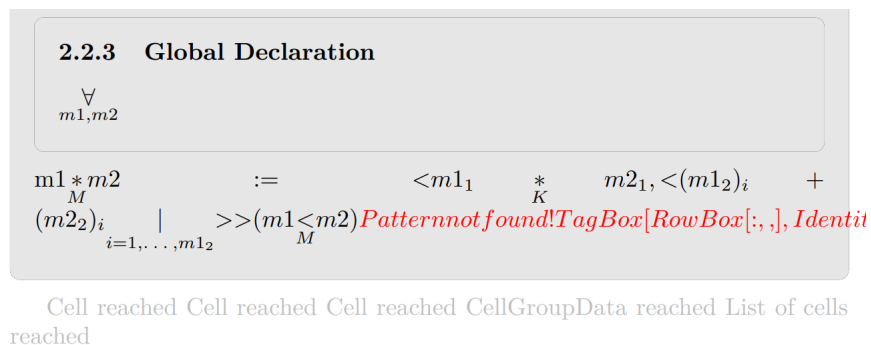 2.2.3 Global Declaration
∀
m1,m2
m1 * m2 := <m1₁ * m2₁, <(m1₂)ᵢ +
M K
(m2₂)ᵢ | >>(m1 < m2)Patternnotfound!TagBox[RowBox[:,,],Identit
i=1,...,m1₂ M
Cell reached Cell reached Cell reached CellGroupData reached List of cells
reached